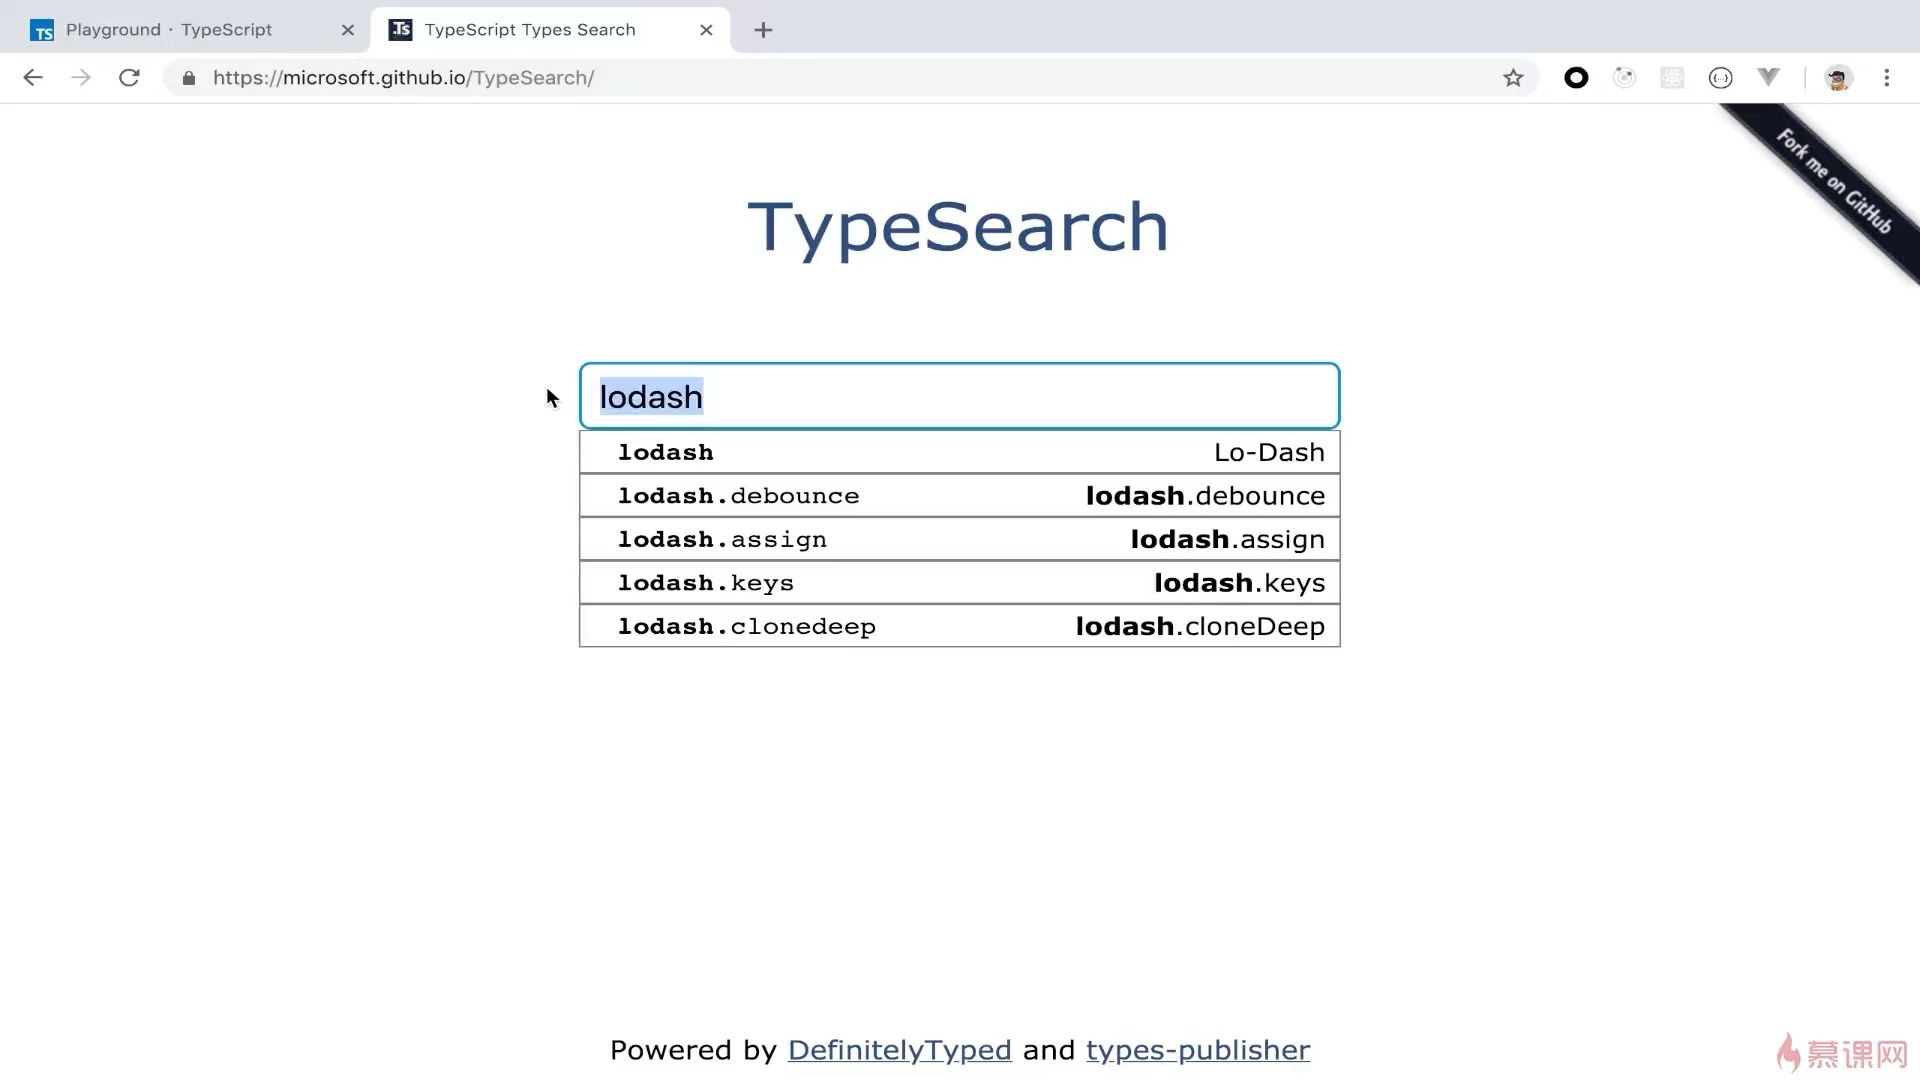 TS Playground · TypeScript
TS TypeScript Types Search
https://microsoft.github.io/TypeSearch/
Fork me on GitHub
TypeSearch
lodash
lodash Lo-Dash
lodash.debounce lodash.debounce
lodash.assign lodash.assign
lodash.keys lodash.keys
lodash.clonedeep lodash.cloneDeep
Powered by DefinitelyTyped and types-publisher
慕课网